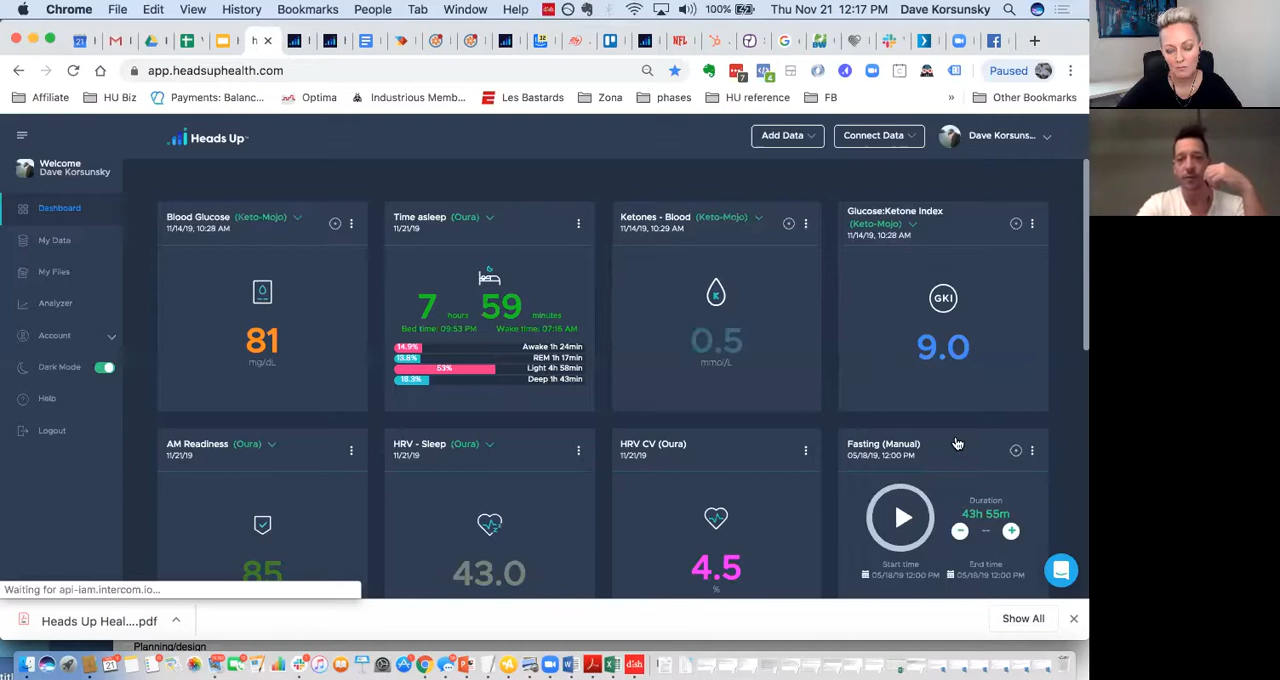 Chrome File Edit View History Bookmarks People Tab Window Help 100% Thu Nov 21 12:17 PM Dave Korsunsky
app.headsuphealth.com Paused
Affiliate HU Biz Payments: Balanc... Optima Industrious Memb... Les Bastards Zona phases HU reference FB » Other Bookmarks
Heads Up
Add Data Connect Data Dave Korsuns...
Welcome
Dave Korsunsky
Dashboard
My Data
My Files
Analyzer
Account
Dark Mode
Help
Logout
Blood Glucose (Keto-Mojo)
11/14/19, 10:28 AM
81
mg/dL
Time asleep (Oura)
11/21/19
7 hours 59 minutes
Bed time: 09:53 PM Wake time: 07:15 AM
14.9% Awake 1h 24min
13.8% REM 1h 17min
53% Light 4h 58min
18.3% Deep 1h 43min
Ketones - Blood (Keto-Mojo)
11/14/19, 10:29 AM
K
0.5
mmol/L
Glucose:Ketone Index
(Keto-Mojo)
11/14/19, 10:28 AM
GKI
9.0
AM Readiness (Oura)
11/21/19
85
HRV - Sleep (Oura)
11/21/19
43.0
HRV CV (Oura)
11/21/19
4.5
%
Fasting (Manual)
05/18/19, 12:00 PM
Duration
43h 55m
- -- +
Start time End time
05/18/19 12:00 PM 05/18/19 12:00 PM
Waiting for api-iam.intercom.io...
Heads Up Heal....pdf Show All
Planning/design